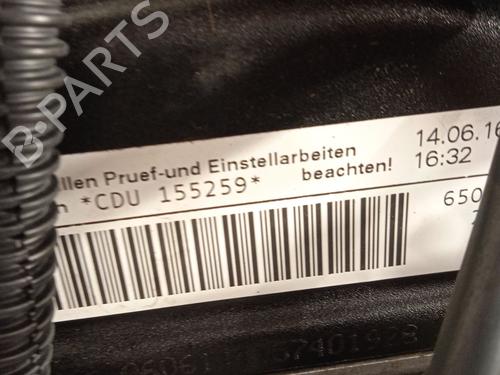 B-PARTS
llen Pruef-und Einstellarbeiten
14.06.16
*CDU 155259* beachten!
16:32
650